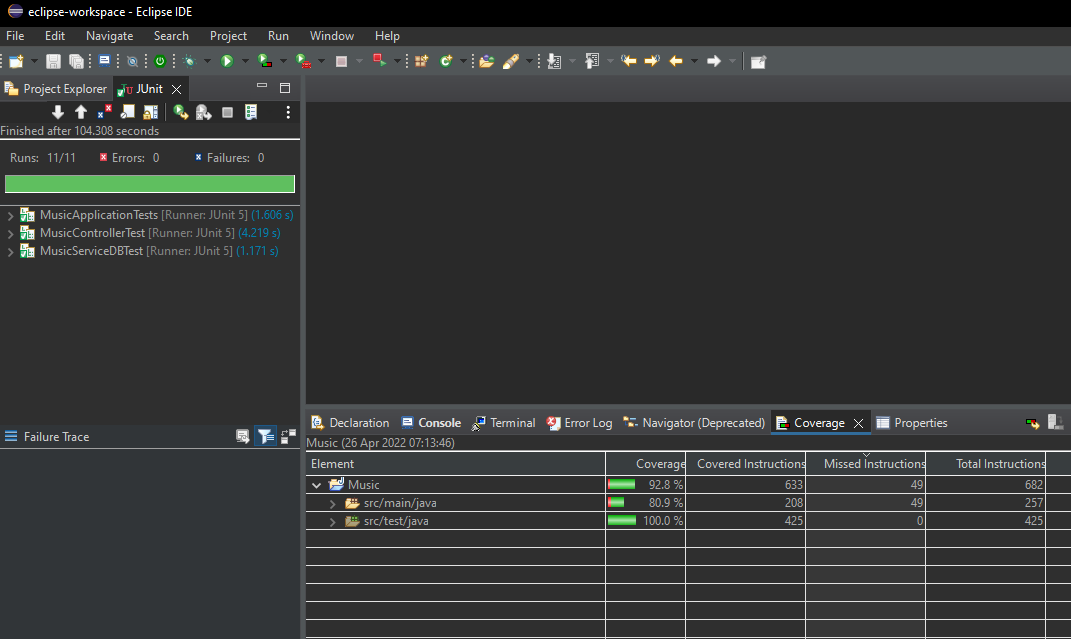 eclipse-workspace - Eclipse IDE
File Edit Navigate Search Project Run Window Help
Project Explorer JUnit
Finished after 104.308 seconds
Runs: 11/11 Errors: 0 Failures: 0
MusicApplicationTests [Runner: JUnit 5] (1.606 s)
MusicControllerTest [Runner: JUnit 5] (4.219 s)
MusicServiceDBTest [Runner: JUnit 5] (1.171 s)
Failure Trace
Declaration Console Terminal Error Log Navigator (Deprecated) Coverage Properties
Music (26 Apr 2022 07:13:46)
Element Coverage Covered Instructions Missed Instructions Total Instructions
Music 92.8 % 633 49 682
src/main/java 80.9 % 208 49 257
src/test/java 100.0 % 425 0 425